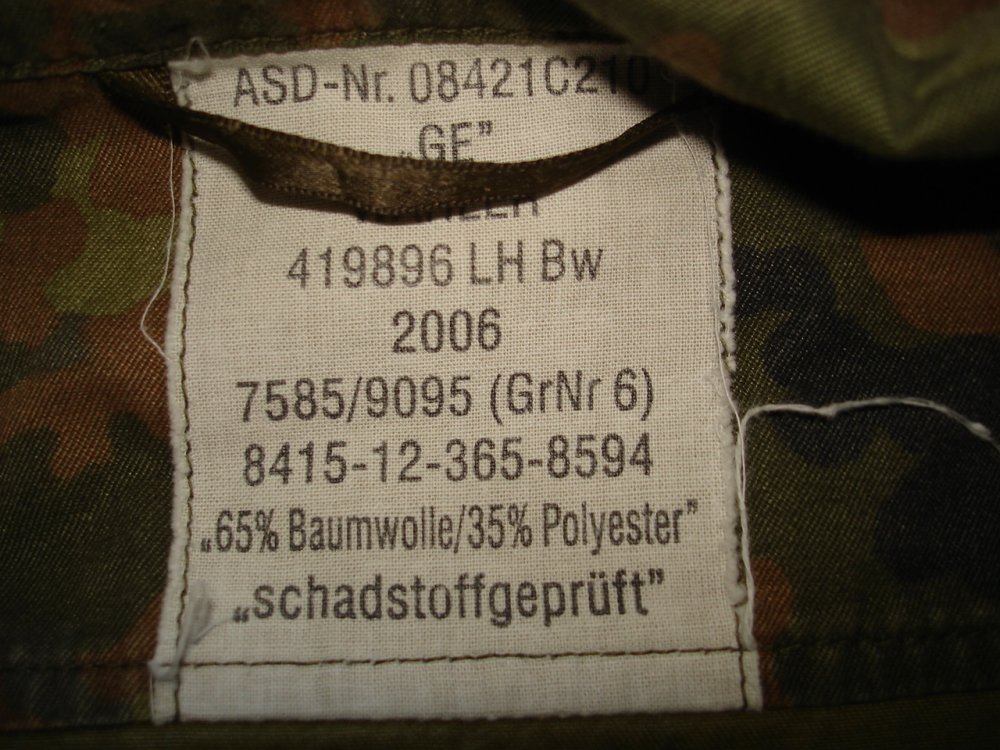 ASD-Nr. 08421C210
„GE”
419896 LH Bw
2006
7585/9095 (GrNr 6)
8415-12-365-8594
„65% Baumwolle/35% Polyester”
„schadstoffgeprüft”